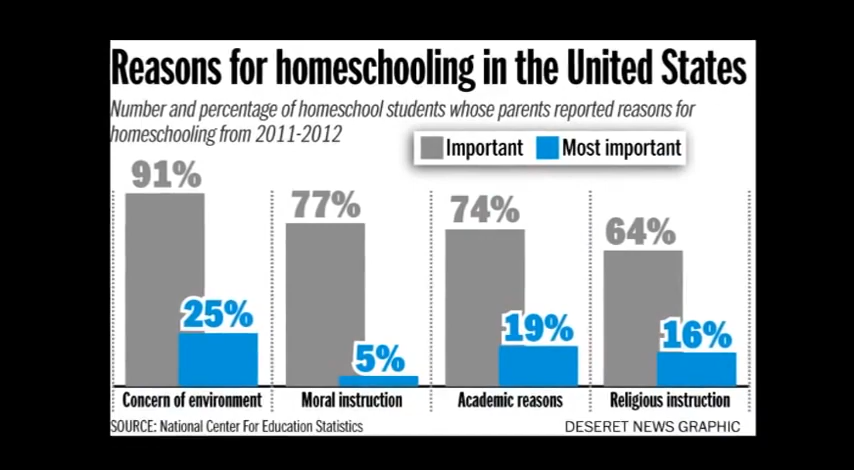 Reasons for homeschooling in the United States
Number and percentage of homeschool students whose parents reported reasons for
homeschooling from 2011-2012
Important Most important
91% 77% 74% 64%
25% 5% 19% 16%
Concern of environment Moral instruction Academic reasons Religious instruction
SOURCE: National Center For Education Statistics DESERET NEWS GRAPHIC